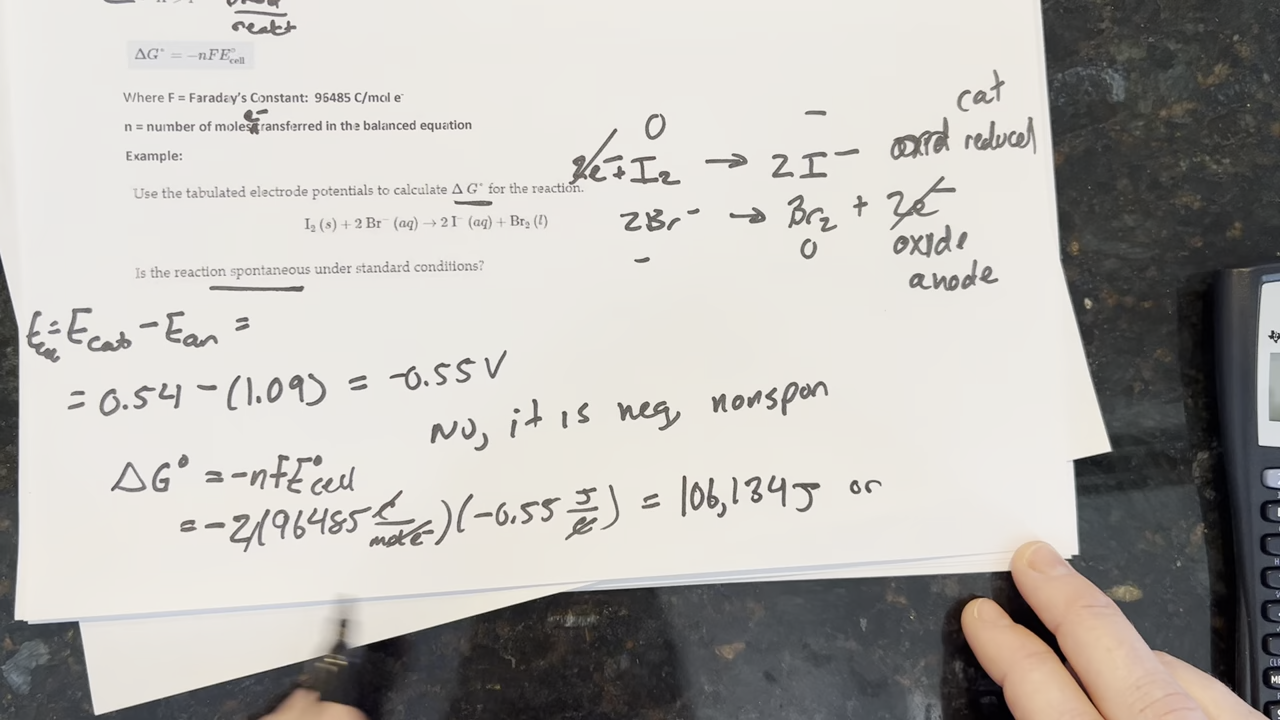 react
ΔG° = −nFE°cell
Where F = Faraday's Constant: 96485 C/mol e⁻
e⁻
n = number of moles transferred in the balanced equation
Example:
Use the tabulated electrode potentials to calculate Δ G° for the reaction.
I₂ (s) + 2 Br⁻ (aq) → 2 I⁻ (aq) + Br₂ (l)
Is the reaction spontaneous under standard conditions?
0 − cat
2e⁻ + I₂ → 2I⁻ reduced
2Br⁻ → Br₂ + 2e⁻
− 0 oxide
anode
= Ecat − Ean =
= 0.54 − (1.09) = -0.55 V
No, it is neg, nonspon
ΔG° = −nFE°cell
= −2(96485 C/mole⁻)(−0.55 J/C) = 106,134 J or